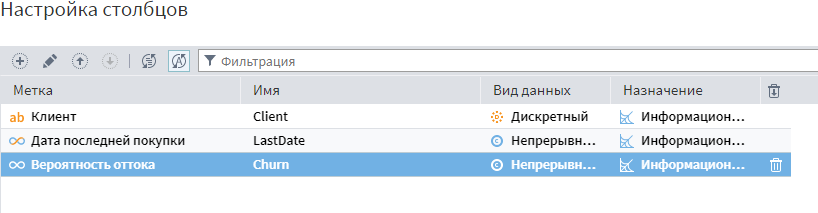 Настройка столбцов
Фильтрация
Метка Имя Вид данных Назначение
ab Клиент Client Дискретный Информацион...
Дата последней покупки LastDate Непрерывн... Информацион...
Вероятность оттока Churn Непрерывн... Информацион...